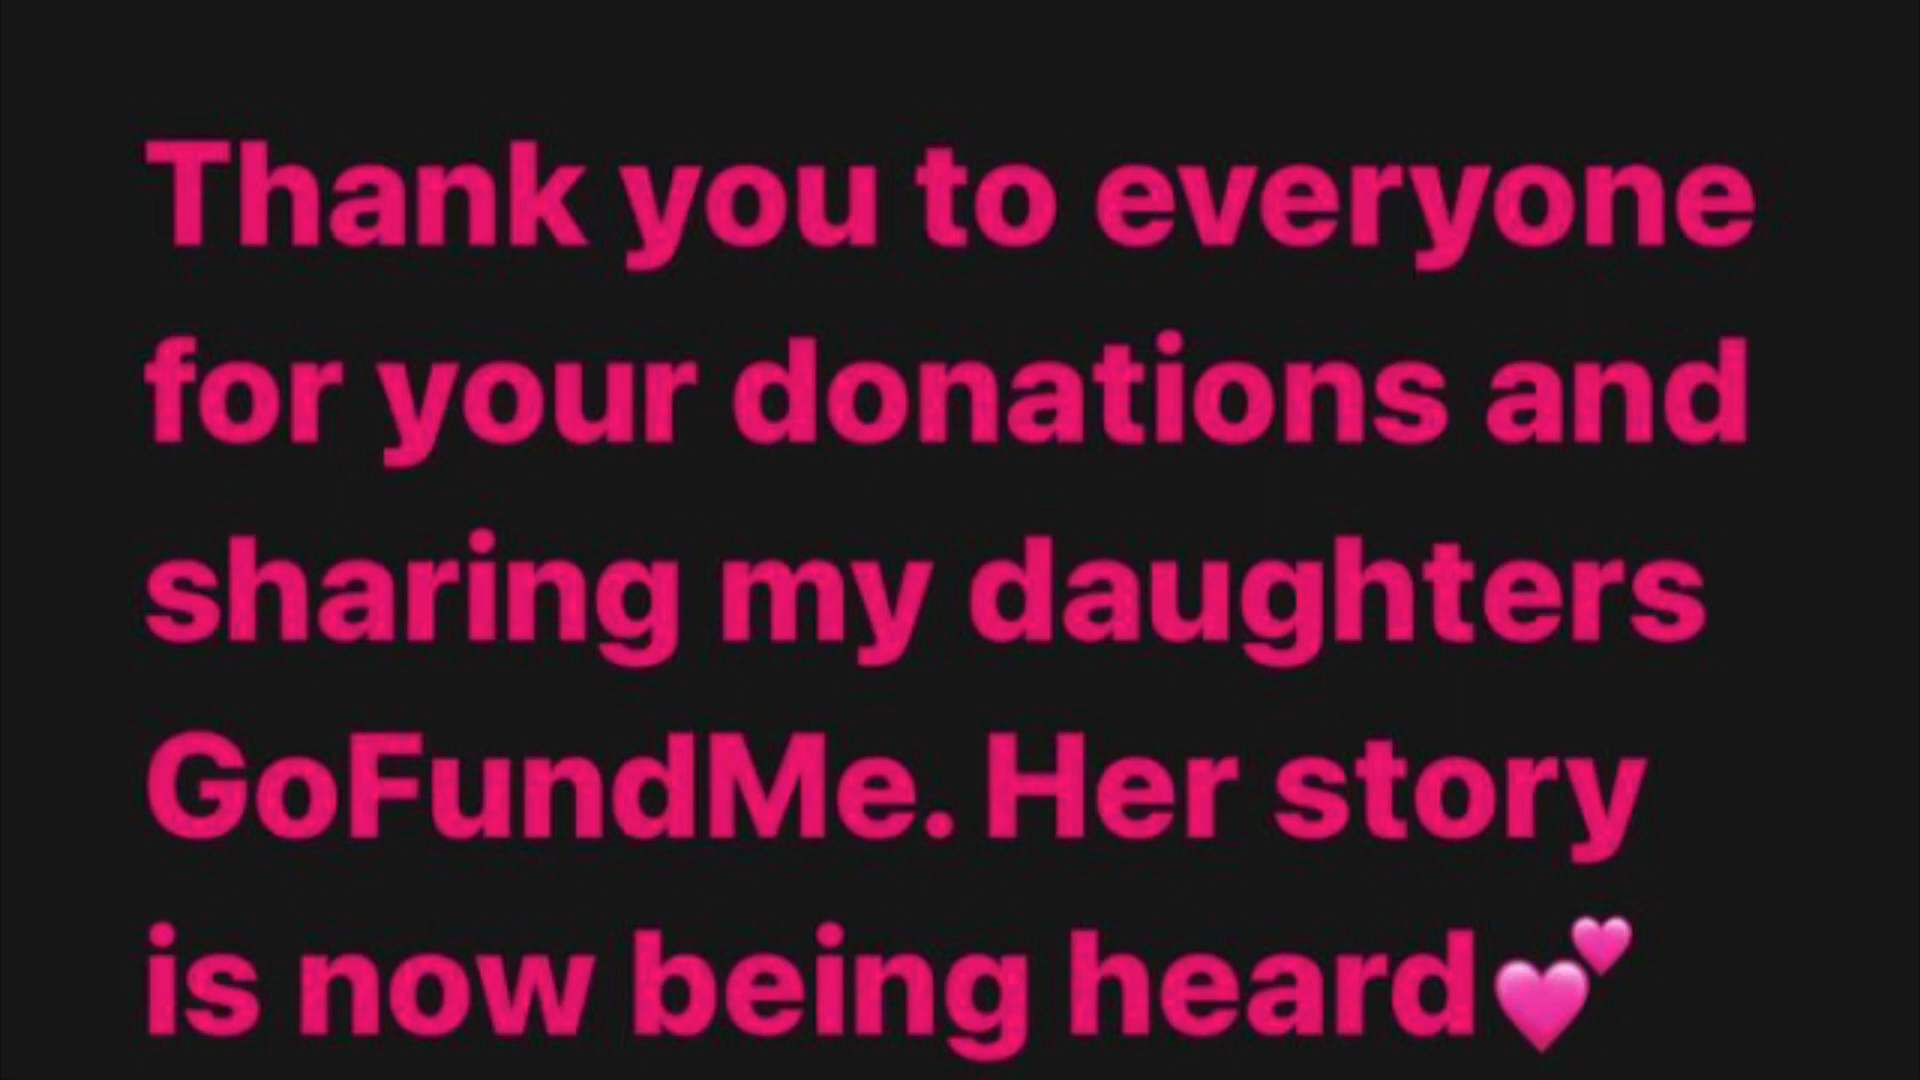 Thank you to everyone
for your donations and
sharing my daughters
GoFundMe. Her story
is now being heard💕